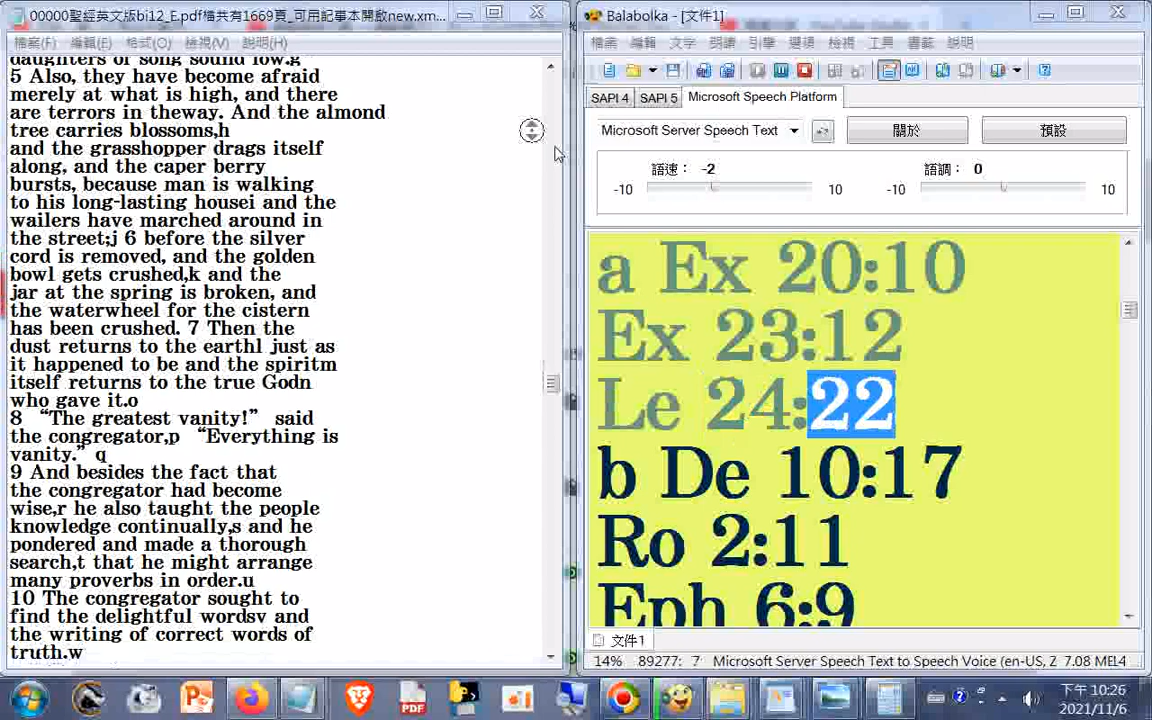 00000聖經英文版bi12_E.pdf檔共有1669頁_可用記事本開啟new.xm...
檔案(F) 編輯(E) 格式(O) 檢視(V) 說明(H)
daughters of song sound low.g
5 Also, they have become afraid
merely at what is high, and there
are terrors in theway. And the almond
tree carries blossoms,h
and the grasshopper drags itself
along, and the caper berry
bursts, because man is walking
to his long-lasting housei and the
wailers have marched around in
the street;j 6 before the silver
cord is removed, and the golden
bowl gets crushed,k and the
jar at the spring is broken, and
the waterwheel for the cistern
has been crushed. 7 Then the
dust returns to the earthl just as
it happened to be and the spiritm
itself returns to the true Godn
who gave it.o
8 “The greatest vanity!” said
the congregator,p “Everything is
vanity.” q
9 And besides the fact that
the congregator had become
wise,r he also taught the people
knowledge continually,s and he
pondered and made a thorough
search,t that he might arrange
many proverbs in order.u
10 The congregator sought to
find the delightful wordsv and
the writing of correct words of
truth.w
Balabolka - [文件1]
檔案 編輯 文字 朗讀 引擎 選項 檢視 工具 書籤 說明
SAPI 4 SAPI 5 Microsoft Speech Platform
Microsoft Server Speech Text 關於 預設
語速： -2 語調： 0
-10 10 -10 10
a Ex 20:10
Ex 23:12
Le 24:22
b De 10:17
Ro 2:11
Eph 6:9
文件1
14% 89277: 7 Microsoft Server Speech Text to Speech Voice (en-US, Z 7.08 MEL4
PDF
下午 10:26
2021/11/6